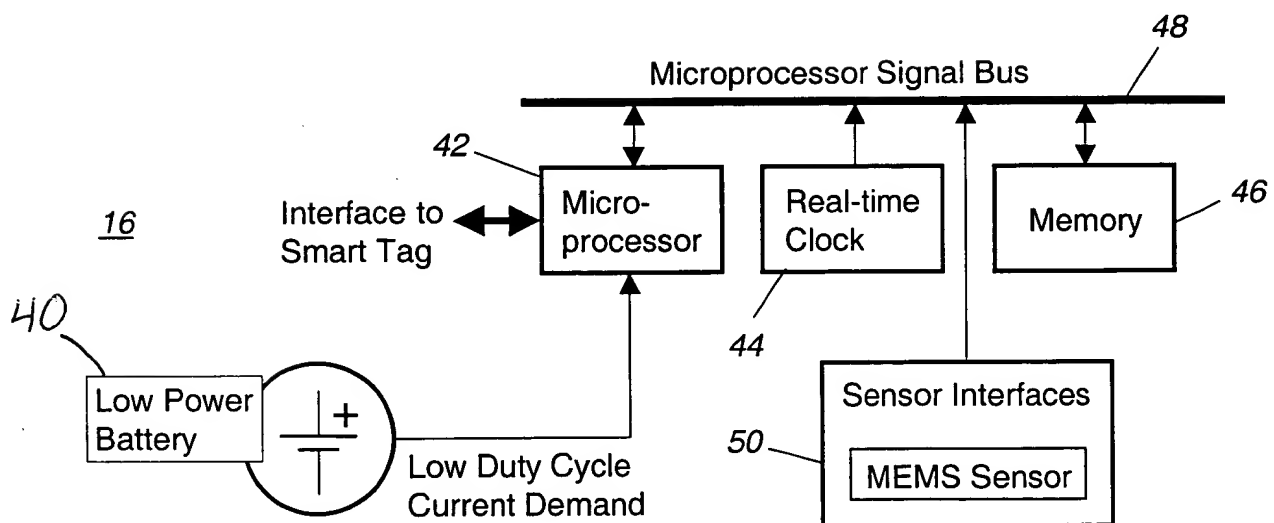 48
Microprocessor Signal Bus
42
Micro-
processor
Real-time
Clock
Memory
46
16
Interface to
Smart Tag
44
40
Low Power
Battery
+
Low Duty Cycle
Current Demand
Sensor Interfaces
50
MEMS Sensor